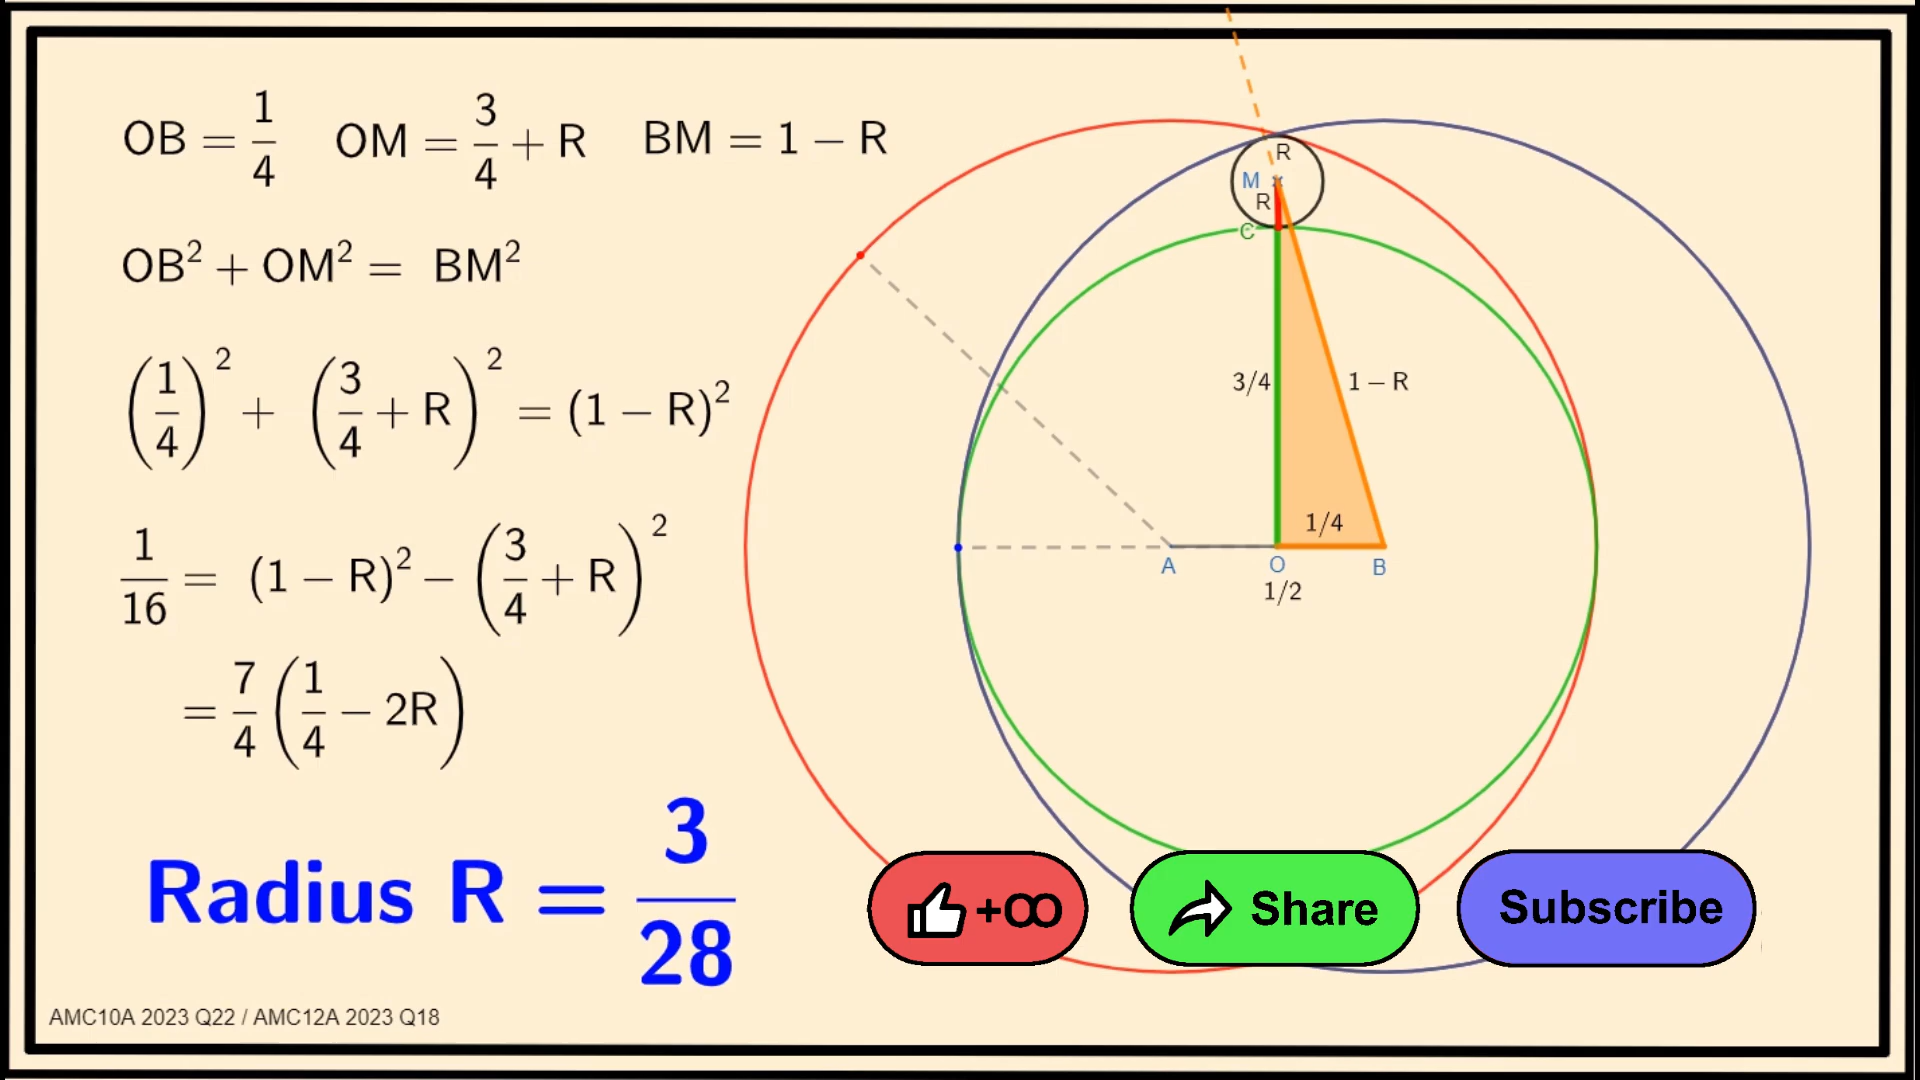 OB = 1/4 OM = 3/4 + R BM = 1 − R
OB² + OM² = BM²
(1/4)² + (3/4 + R)² = (1 − R)²
1/16 = (1 − R)² − (3/4 + R)²
= 7/4 (1/4 − 2R)
Radius R = 3/28
AMC10A 2023 Q22 / AMC12A 2023 Q18
R
M
R
C
3/4
1 − R
1/4
A
O
B
1/2
+∞
Share
Subscribe